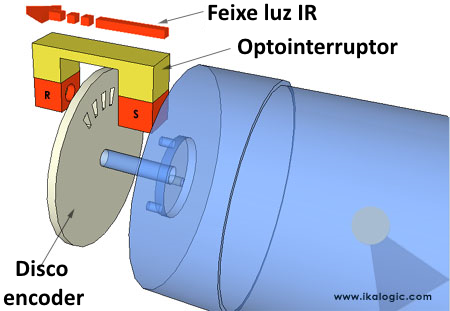 Feixe luz IR
Optointerruptor
R
S
Disco
encoder
www.ikalogic.com